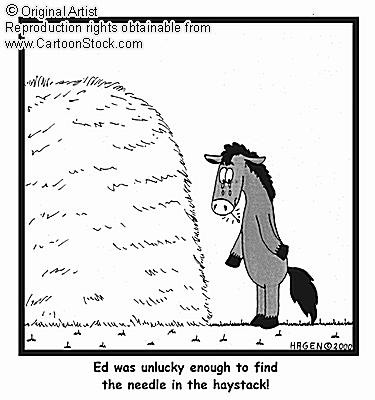 © Original Artist
Reproduction rights obtainable from
www.CartoonStock.com
HAGEN©2000
Ed was unlucky enough to find
the needle in the haystack!